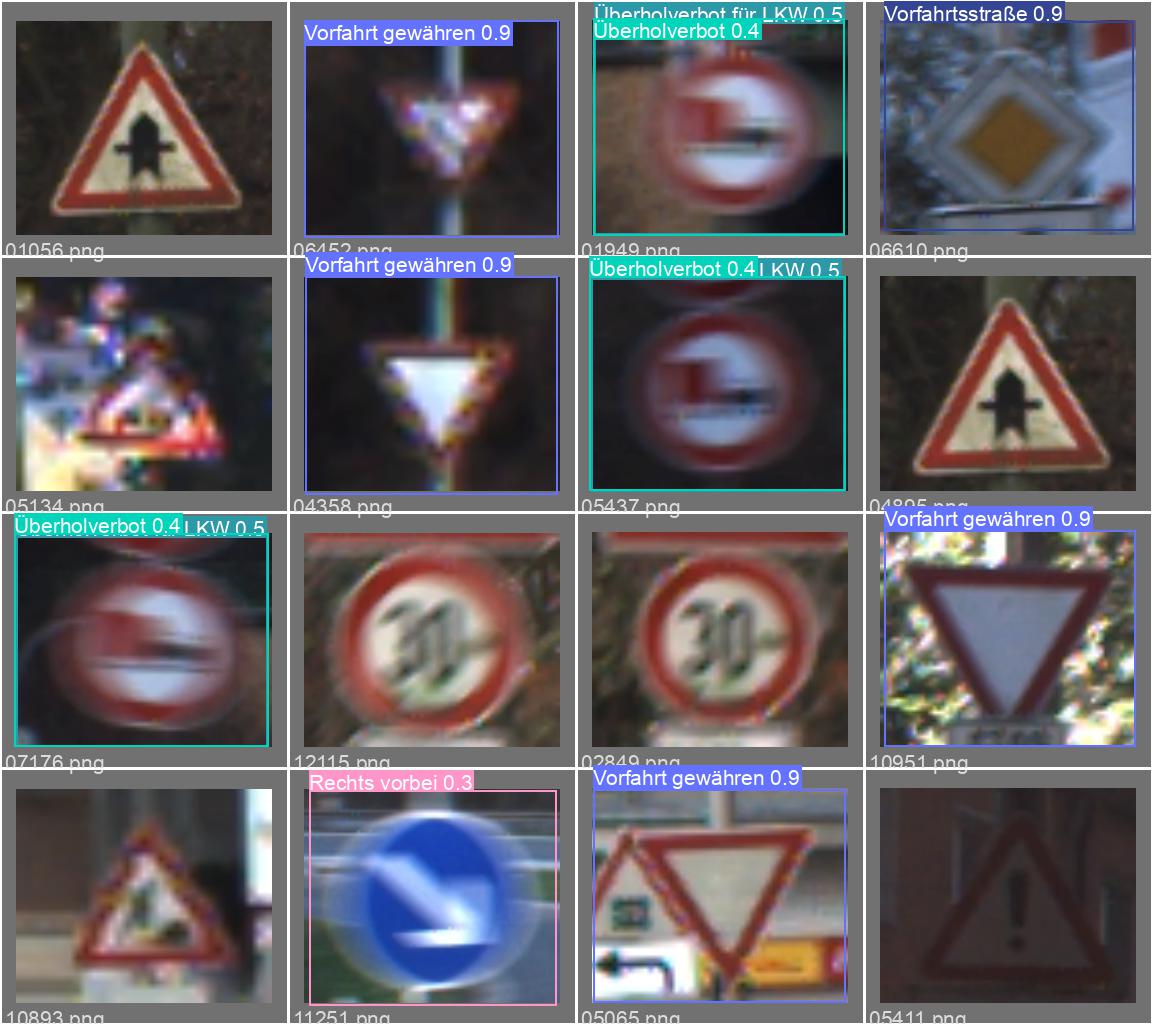 01056.png
Vorfahrt gewähren 0.9
06452.png
Überholverbot für LKW 0.5
Überholverbot 0.4
01949.png
Vorfahrtsstraße 0.9
06610.png
05134.png
Vorfahrt gewähren 0.9
04358.png
Überholverbot 0.4 LKW 0.5
05437.png
04895.png
Überholverbot 0.4 LKW 0.5
07176.png
30
12115.png
30
02849.png
Vorfahrt gewähren 0.9
10951.png
10893.png
Rechts vorbei 0.3
11251.png
Vorfahrt gewähren 0.9
05065.png
!
05411.png